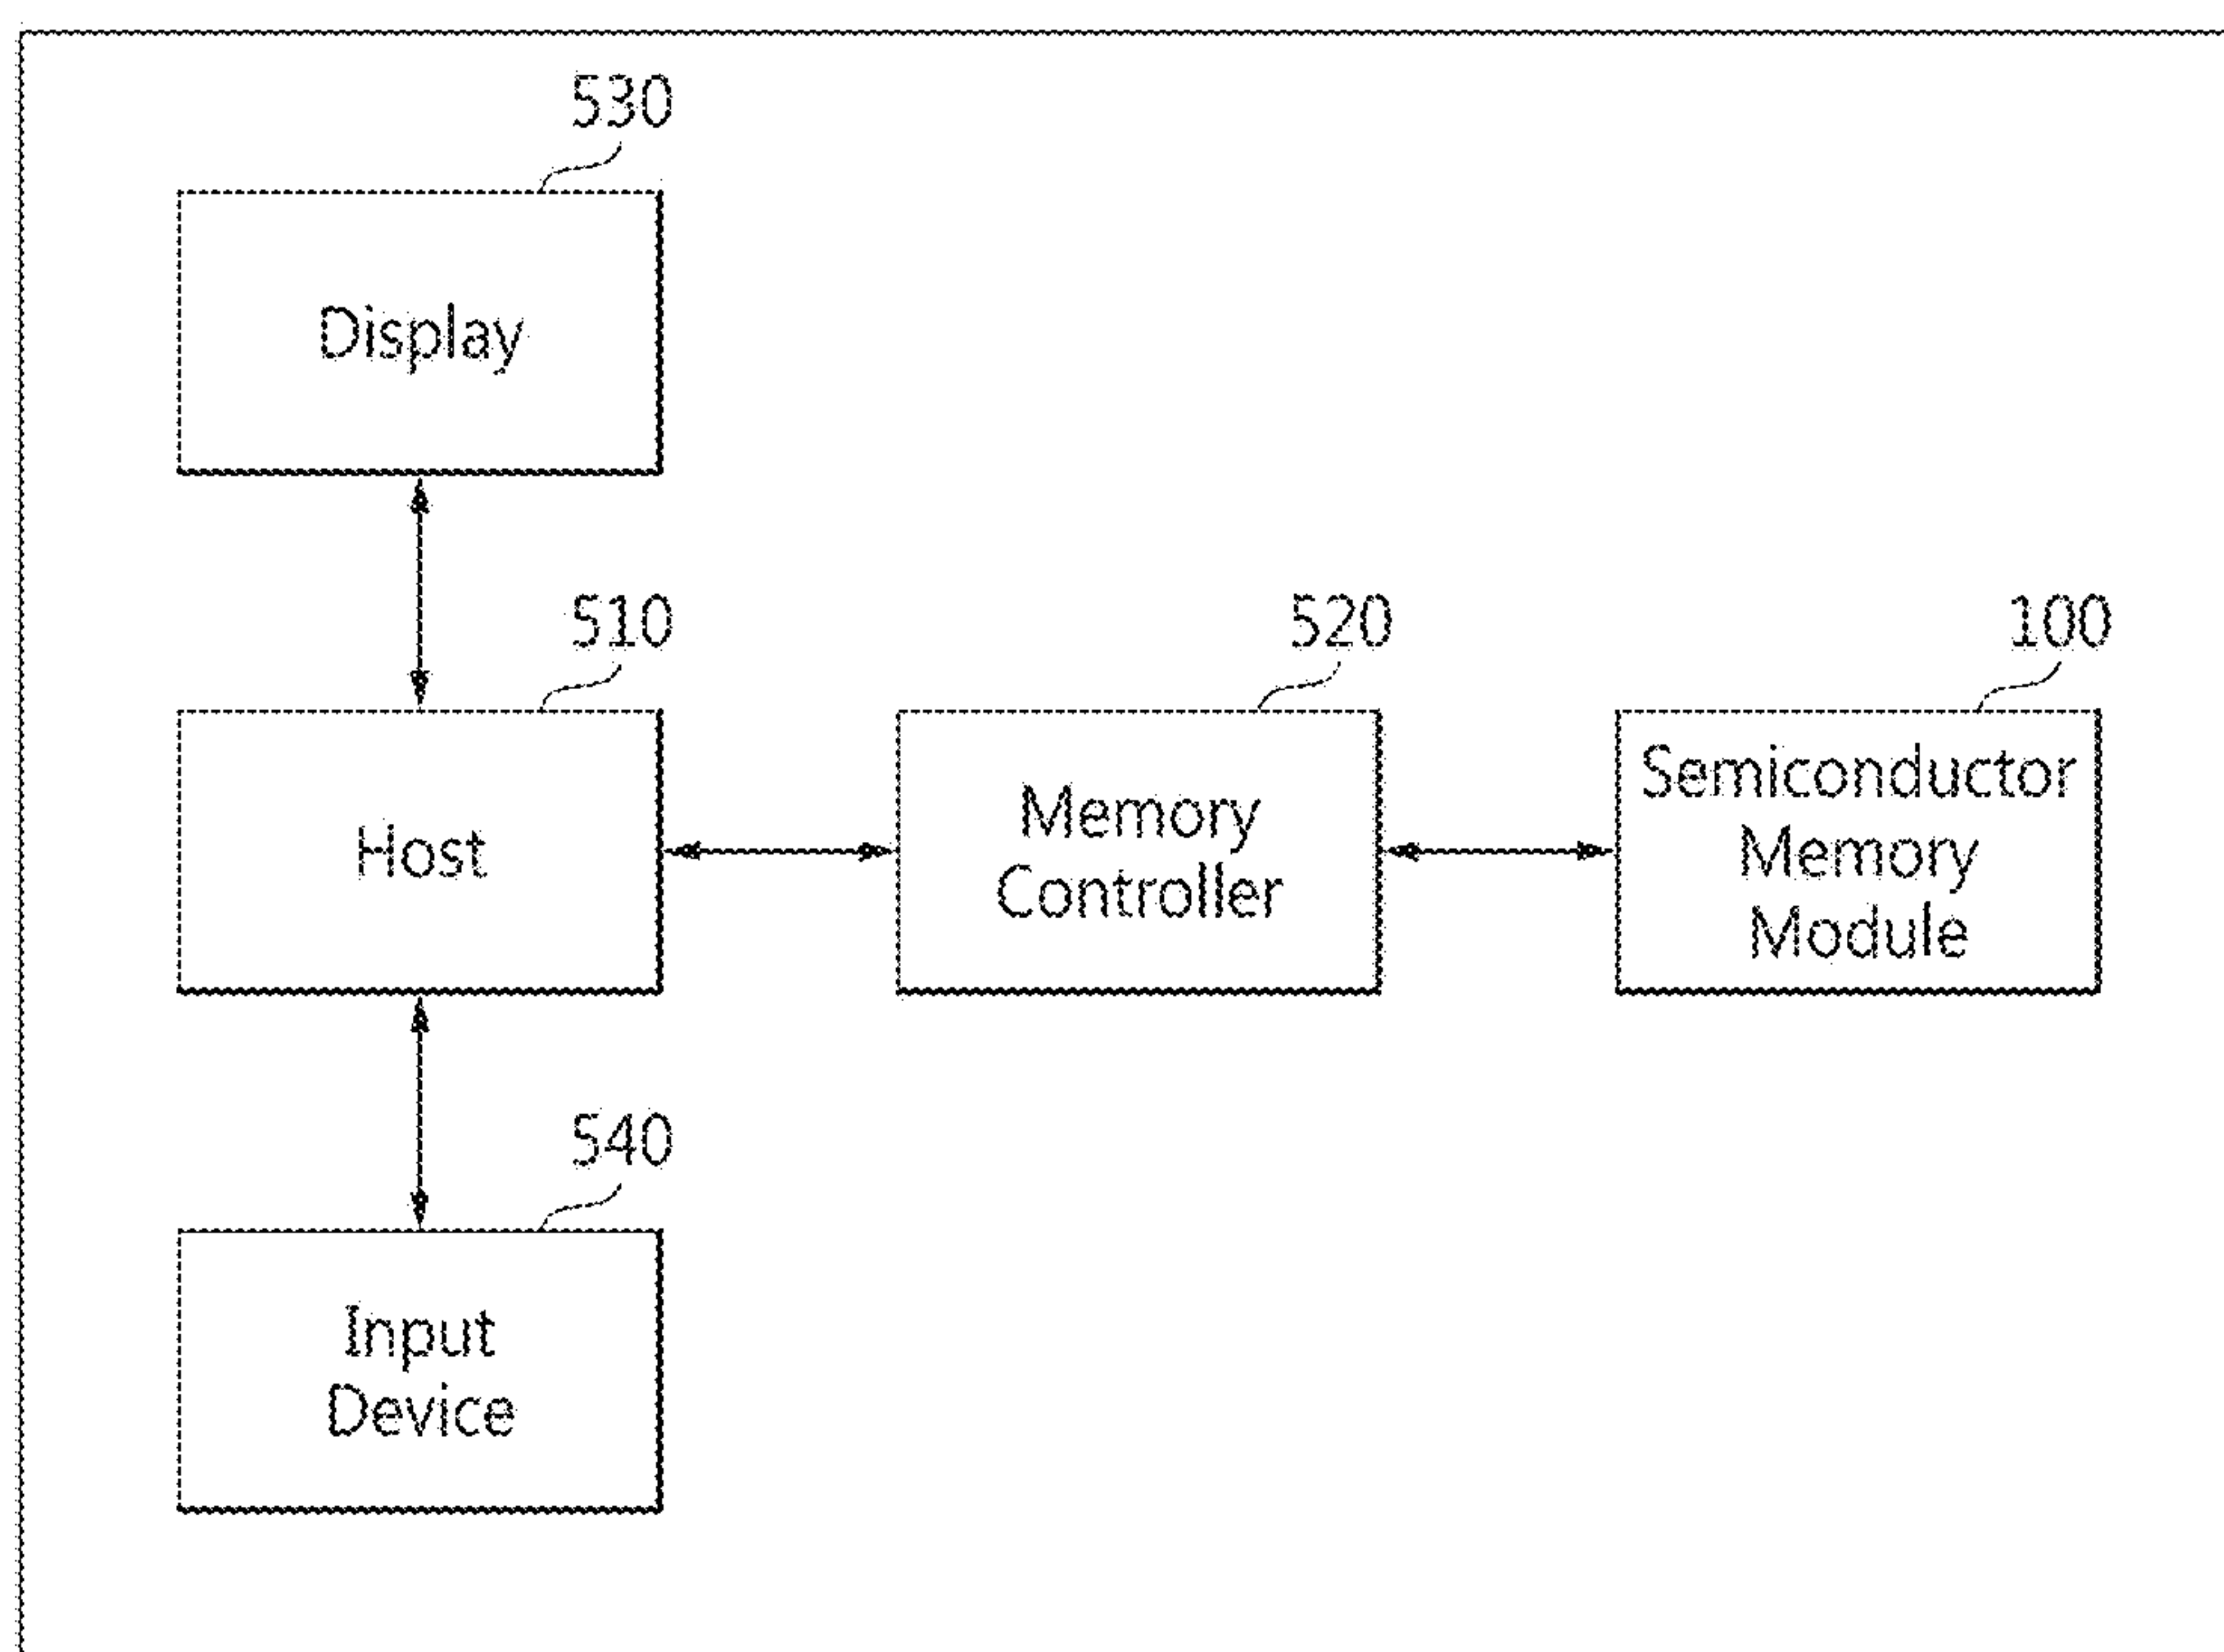 530
Display
510
520
100
Host
Memory
Controller
Semiconductor
Memory
Module
540
Input
Device